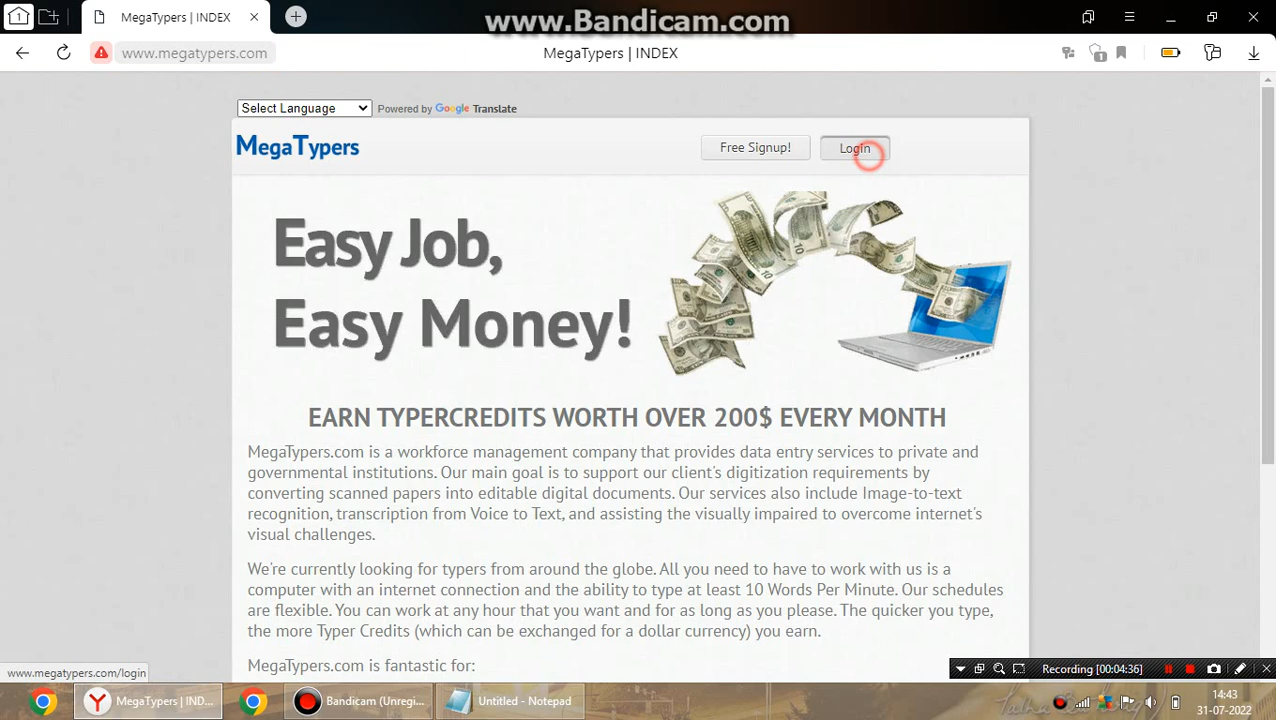 1
MegaTypers | INDEX
www.Bandicam.com
www.megatypers.com
MegaTypers | INDEX
1
Select Language
Powered by Google Translate
MegaTypers
Free Signup!
Login
Easy Job,
Easy Money!
10
10
EARN TYPERCREDITS WORTH OVER 200$ EVERY MONTH
MegaTypers.com is a workforce management company that provides data entry services to private and
governmental institutions. Our main goal is to support our client's digitization requirements by
converting scanned papers into editable digital documents. Our services also include Image-to-text
recognition, transcription from Voice to Text, and assisting the visually impaired to overcome internet's
visual challenges.
We're currently looking for typers from around the globe. All you need to have to work with us is a
computer with an internet connection and the ability to type at least 10 Words Per Minute. Our schedules
are flexible. You can work at any hour that you want and for as long as you please. The quicker you type,
the more Typer Credits (which can be exchanged for a dollar currency) you earn.
MegaTypers.com is fantastic for:
www.megatypers.com/login
Recording [00:04:36]
MegaTypers | IND...
Bandicam (Unregi...
Untitled - Notepad
14:43
31-07-2022